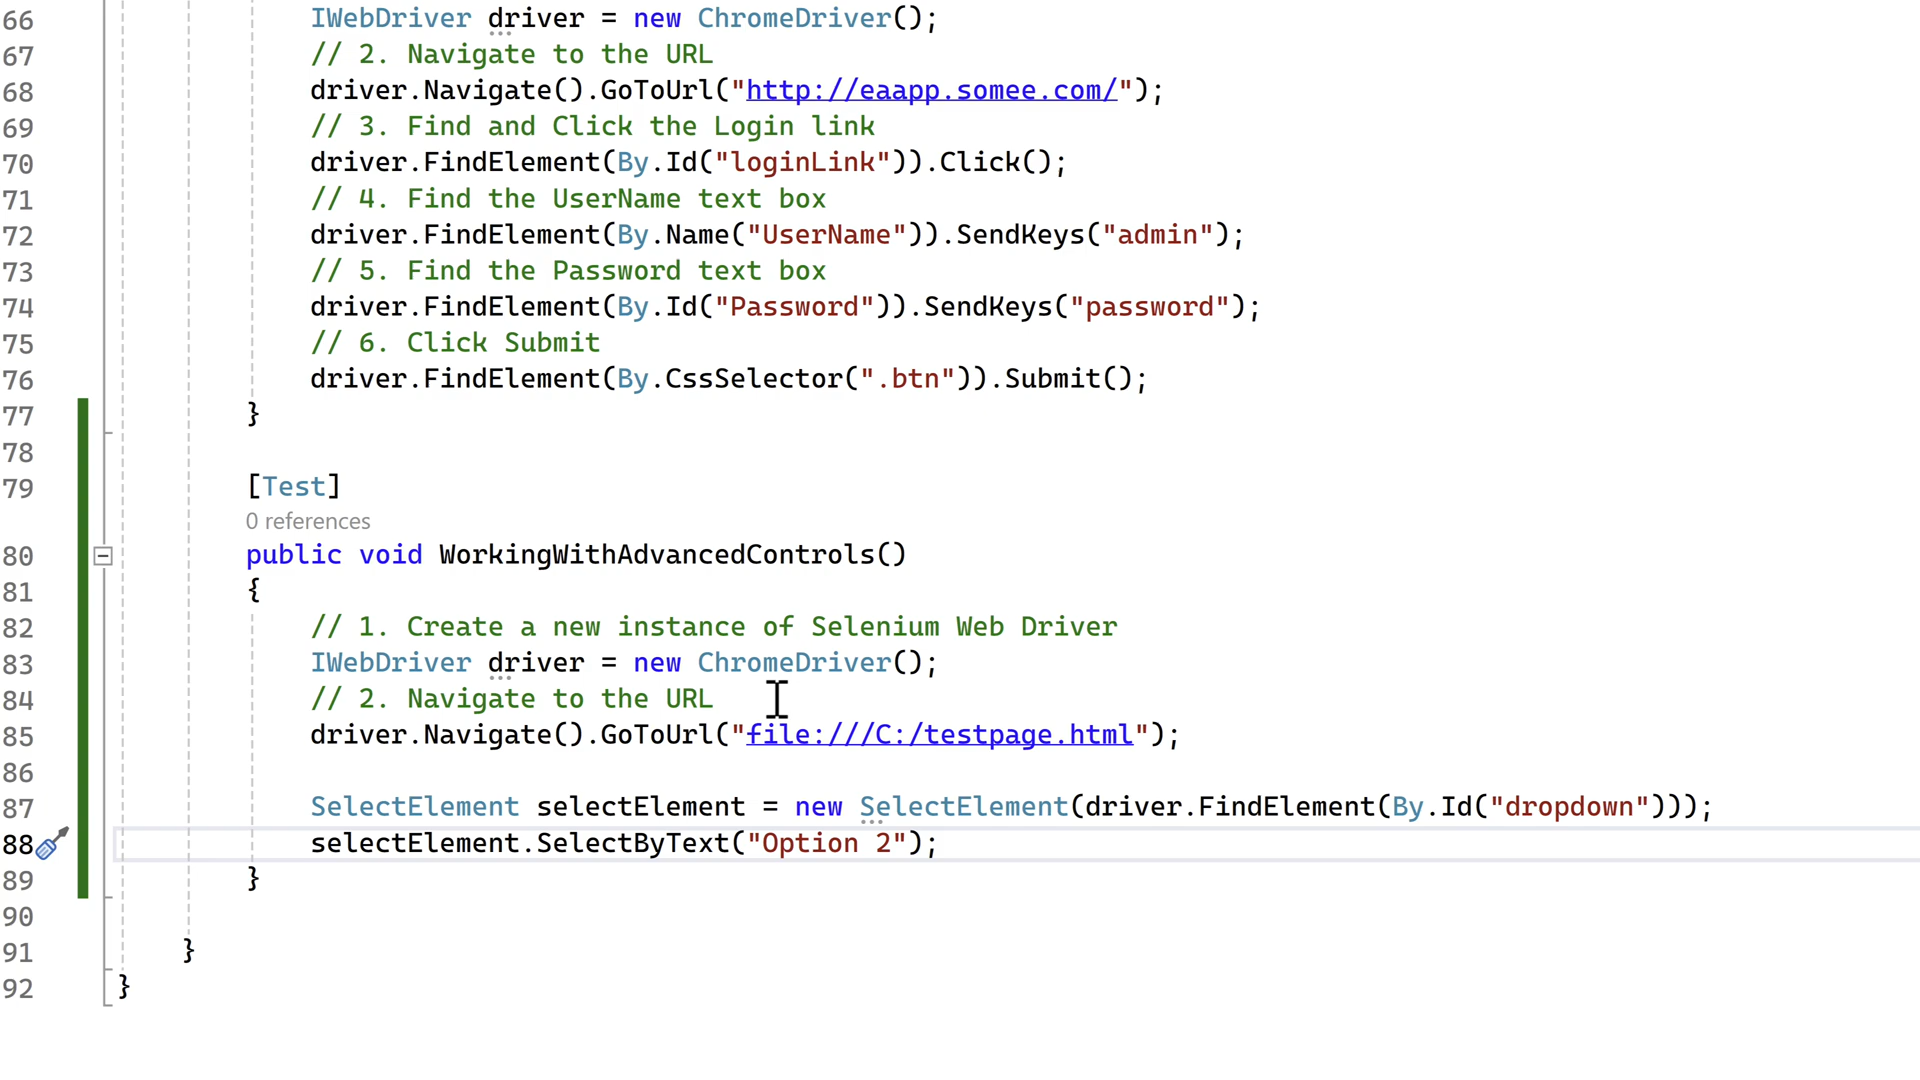 66 IWebDriver driver = new ChromeDriver();
67 // 2. Navigate to the URL
68 driver.Navigate().GoToUrl("http://eaapp.somee.com/");
69 // 3. Find and Click the Login link
70 driver.FindElement(By.Id("loginLink")).Click();
71 // 4. Find the UserName text box
72 driver.FindElement(By.Name("UserName")).SendKeys("admin");
73 // 5. Find the Password text box
74 driver.FindElement(By.Id("Password")).SendKeys("password");
75 // 6. Click Submit
76 driver.FindElement(By.CssSelector(".btn")).Submit();
77 }
78
79 [Test]
0 references
80 public void WorkingWithAdvancedControls()
81 {
82 // 1. Create a new instance of Selenium Web Driver
83 IWebDriver driver = new ChromeDriver();
84 // 2. Navigate to the URL
85 driver.Navigate().GoToUrl("file:///C:/testpage.html");
86
87 SelectElement selectElement = new SelectElement(driver.FindElement(By.Id("dropdown")));
88 selectElement.SelectByText("Option 2");
89 }
90
91 }
92 }